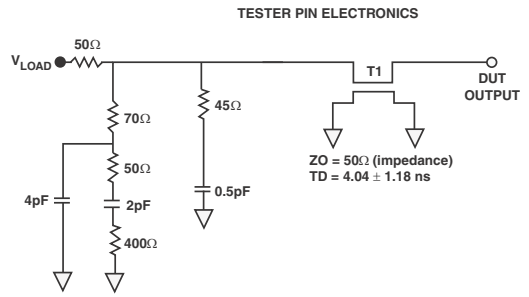 TESTER PIN ELECTRONICS
50Ω
VLOAD
T1
DUT
OUTPUT
70Ω
45Ω
ZO = 50Ω (impedance)
TD = 4.04 ± 1.18 ns
50Ω
4pF
2pF
0.5pF
400Ω